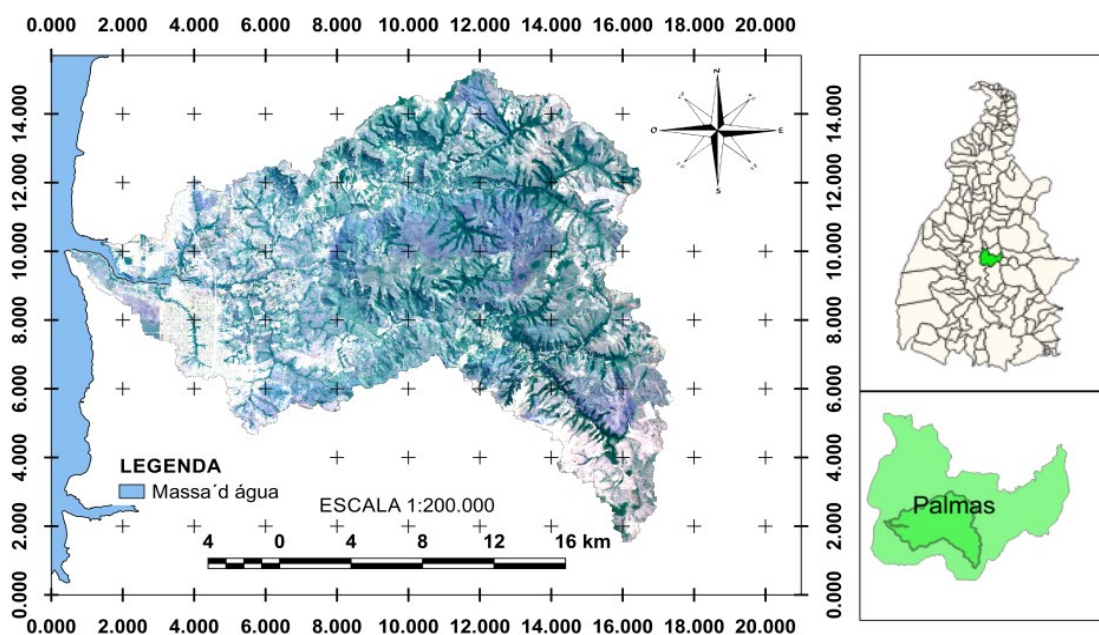 0.000 2.000 4.000 6.000 8.000 10.000 12.000 14.000 16.000 18.000 20.000
14.000 14.000
12.000 12.000
10.000 10.000
8.000 8.000
6.000 6.000
4.000 4.000
2.000 2.000
0.000 0.000
N
O E
S
LEGENDA
Massa´d água
ESCALA 1:200.000
4 0 4 8 12 16 km
0.000 2.000 4.000 6.000 8.000 10.000 12.000 14.000 16.000 18.000 20.000
Palmas